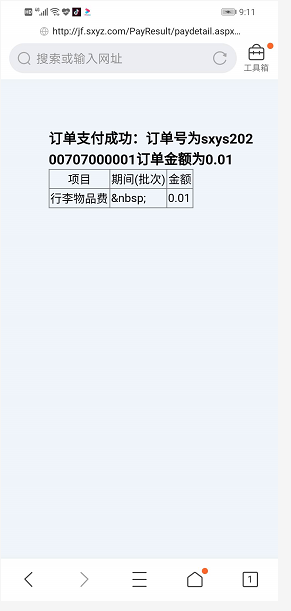 HD 4G 9:11
http://jf.sxyz.com/PayResult/paydetail.aspx...
搜索或输入网址
工具箱
订单支付成功：订单号为sxys202
00707000001订单金额为0.01
项目 期间(批次) 金额
行李物品费 &nbsp; 0.01
1